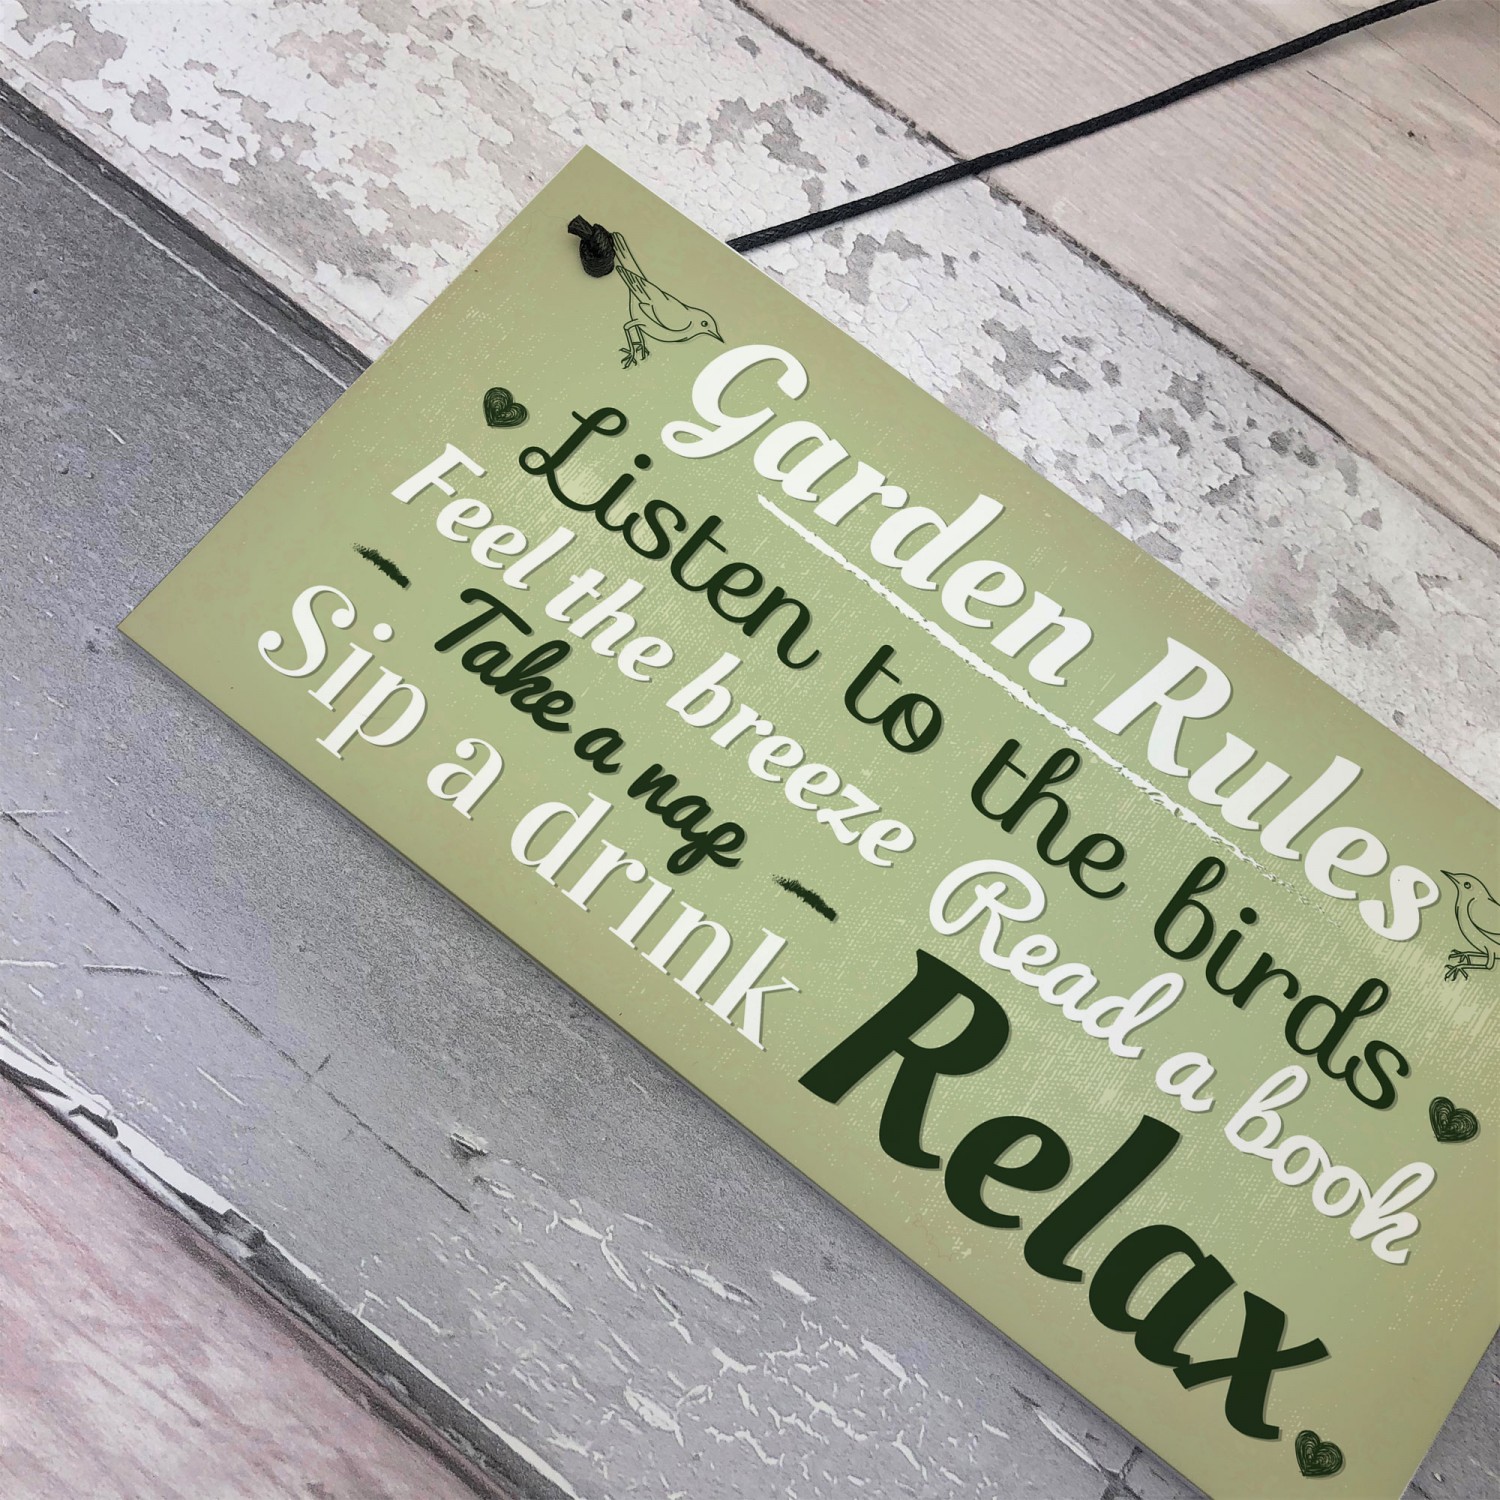 Garden Rules
Listen to the birds
Feel the breeze Read a book
Take a nap
Sip a drink Relax